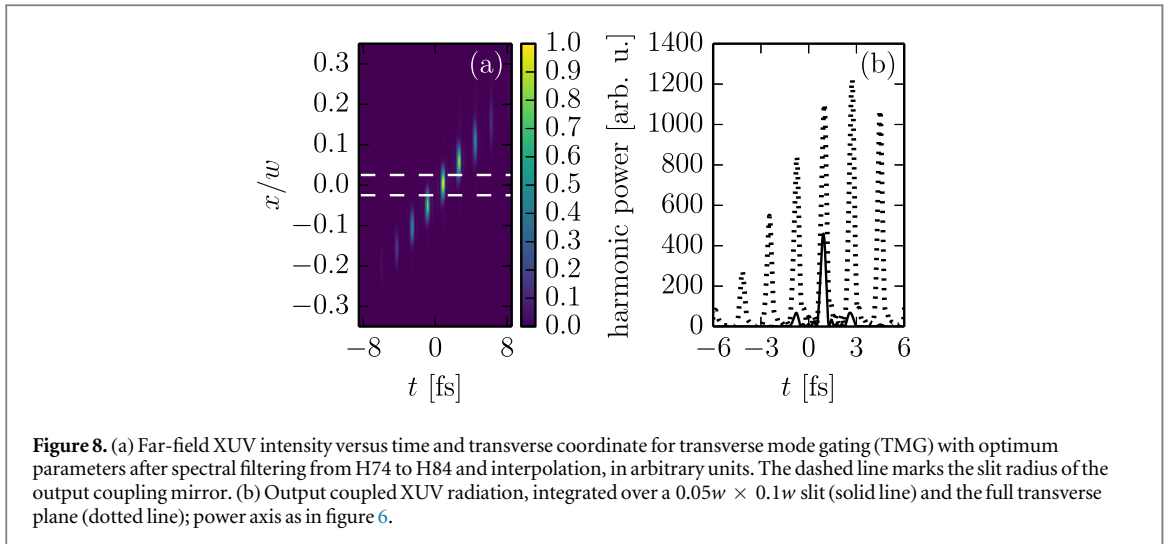 (a)
0.3
0.2
0.1
0.0
−0.1
−0.2
−0.3
x/w
−8 0 8
t [fs]
1.0
0.9
0.8
0.7
0.6
0.5
0.4
0.3
0.2
0.1
0.0
(b)
harmonic power [arb. u.]
1400
1200
1000
800
600
400
200
0
−6 −3 0 3 6
t [fs]
Figure 8. (a) Far-field XUV intensity versus time and transverse coordinate for transverse mode gating (TMG) with optimum
parameters after spectral filtering from H74 to H84 and interpolation, in arbitrary units. The dashed line marks the slit radius of the
output coupling mirror. (b) Output coupled XUV radiation, integrated over a 0.05w × 0.1w slit (solid line) and the full transverse
plane (dotted line); power axis as in figure 6.